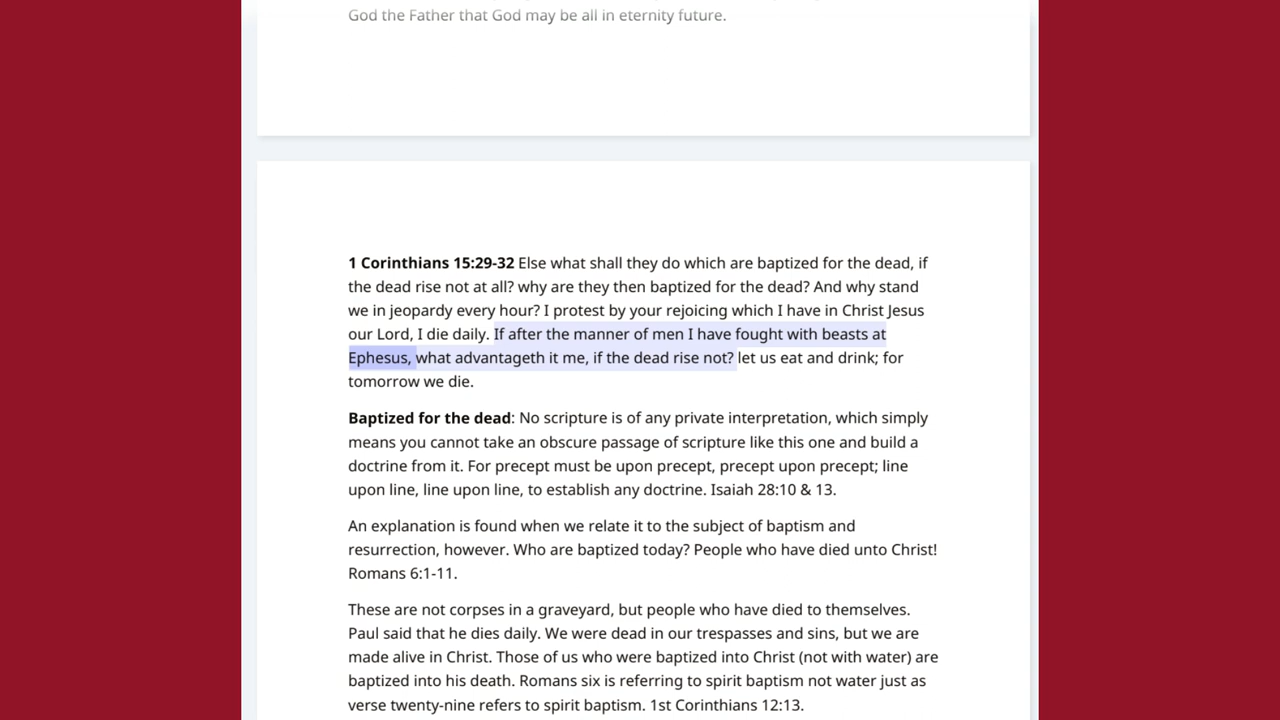 God the Father that God may be all in eternity future.
1 Corinthians 15:29-32 Else what shall they do which are baptized for the dead, if
the dead rise not at all? why are they then baptized for the dead? And why stand
we in jeopardy every hour? I protest by your rejoicing which I have in Christ Jesus
our Lord, I die daily. If after the manner of men I have fought with beasts at
Ephesus, what advantageth it me, if the dead rise not? let us eat and drink; for
tomorrow we die.
Baptized for the dead: No scripture is of any private interpretation, which simply
means you cannot take an obscure passage of scripture like this one and build a
doctrine from it. For precept must be upon precept, precept upon precept; line
upon line, line upon line, to establish any doctrine. Isaiah 28:10 & 13.
An explanation is found when we relate it to the subject of baptism and
resurrection, however. Who are baptized today? People who have died unto Christ!
Romans 6:1-11.
These are not corpses in a graveyard, but people who have died to themselves.
Paul said that he dies daily. We were dead in our trespasses and sins, but we are
made alive in Christ. Those of us who were baptized into Christ (not with water) are
baptized into his death. Romans six is referring to spirit baptism not water just as
verse twenty-nine refers to spirit baptism. 1st Corinthians 12:13.